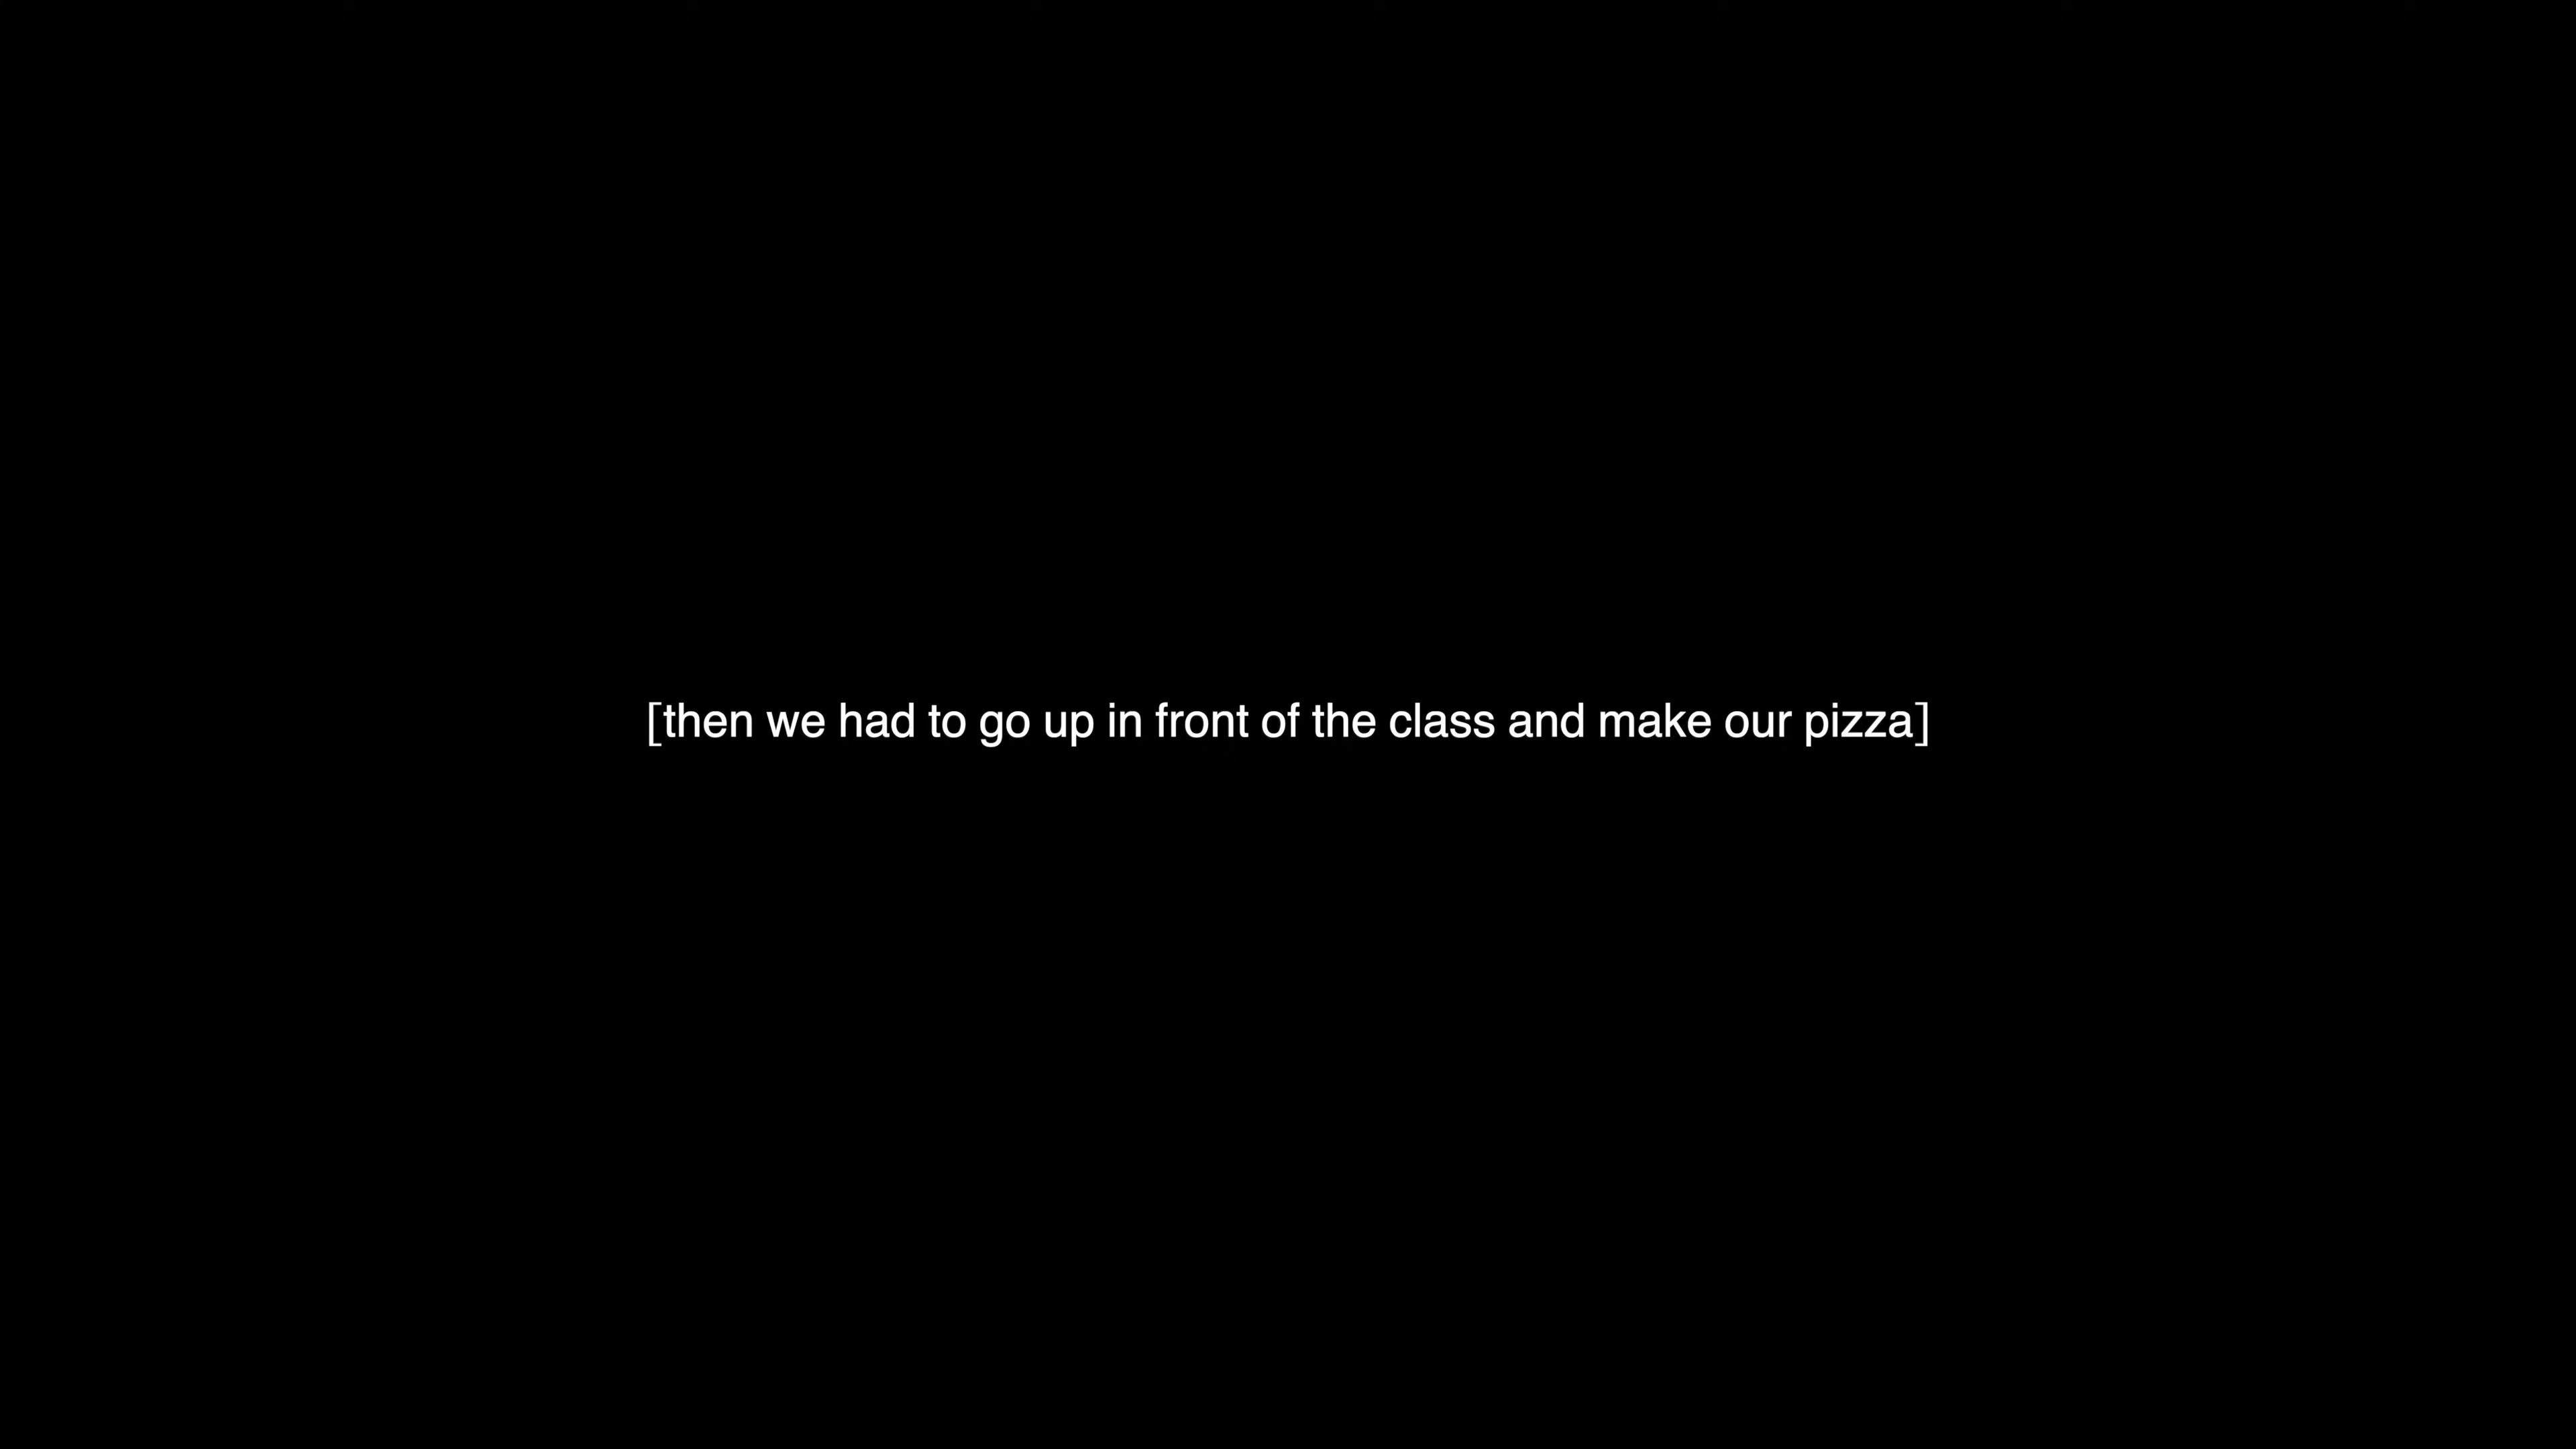 [then we had to go up in front of the class and make our pizza]